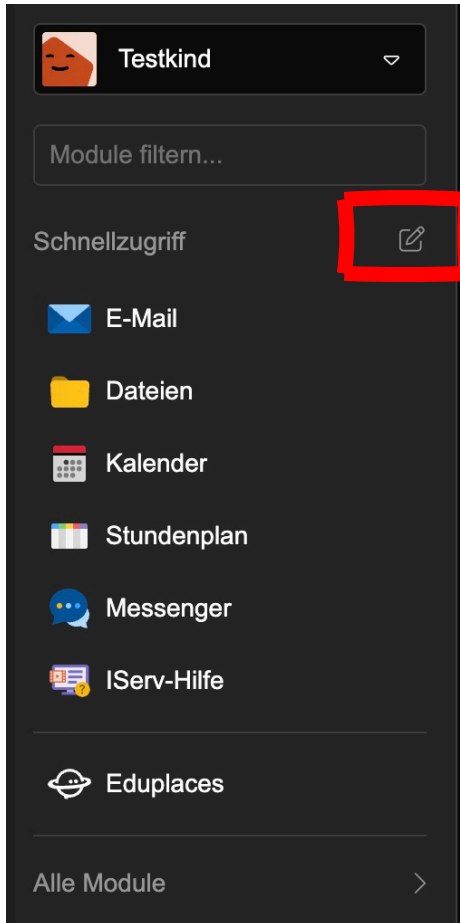 Testkind
Module filtern...
Schnellzugriff
E-Mail
Dateien
Kalender
Stundenplan
Messenger
IServ-Hilfe
Eduplaces
Alle Module